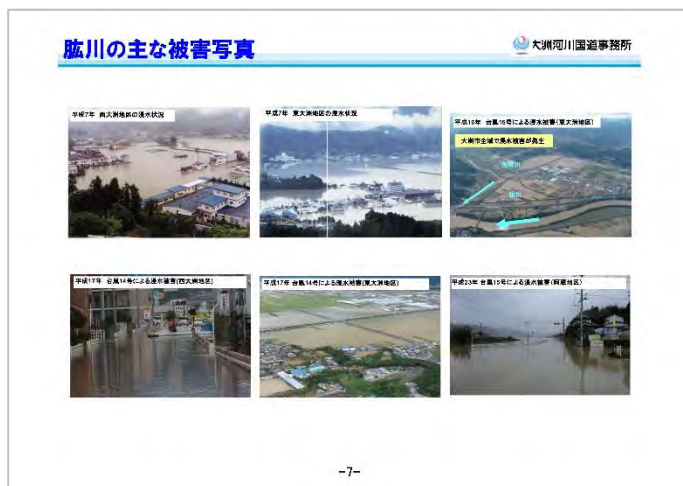 肱川の主な被害写真
大洲河川国道事務所
平成7年 西大洲地区の浸水状況
平成7年 東大洲地区の浸水状況
平成16年 台風16号による浸水被害(東大洲地区)
大洲市全域で浸水被害が発生
矢落川
肱川
平成17年 台風14号による浸水被害(西大洲地区)
平成17年 台風14号による浸水被害(東大洲地区)
平成23年 台風15号による浸水被害(阿蔵地区)
-7-